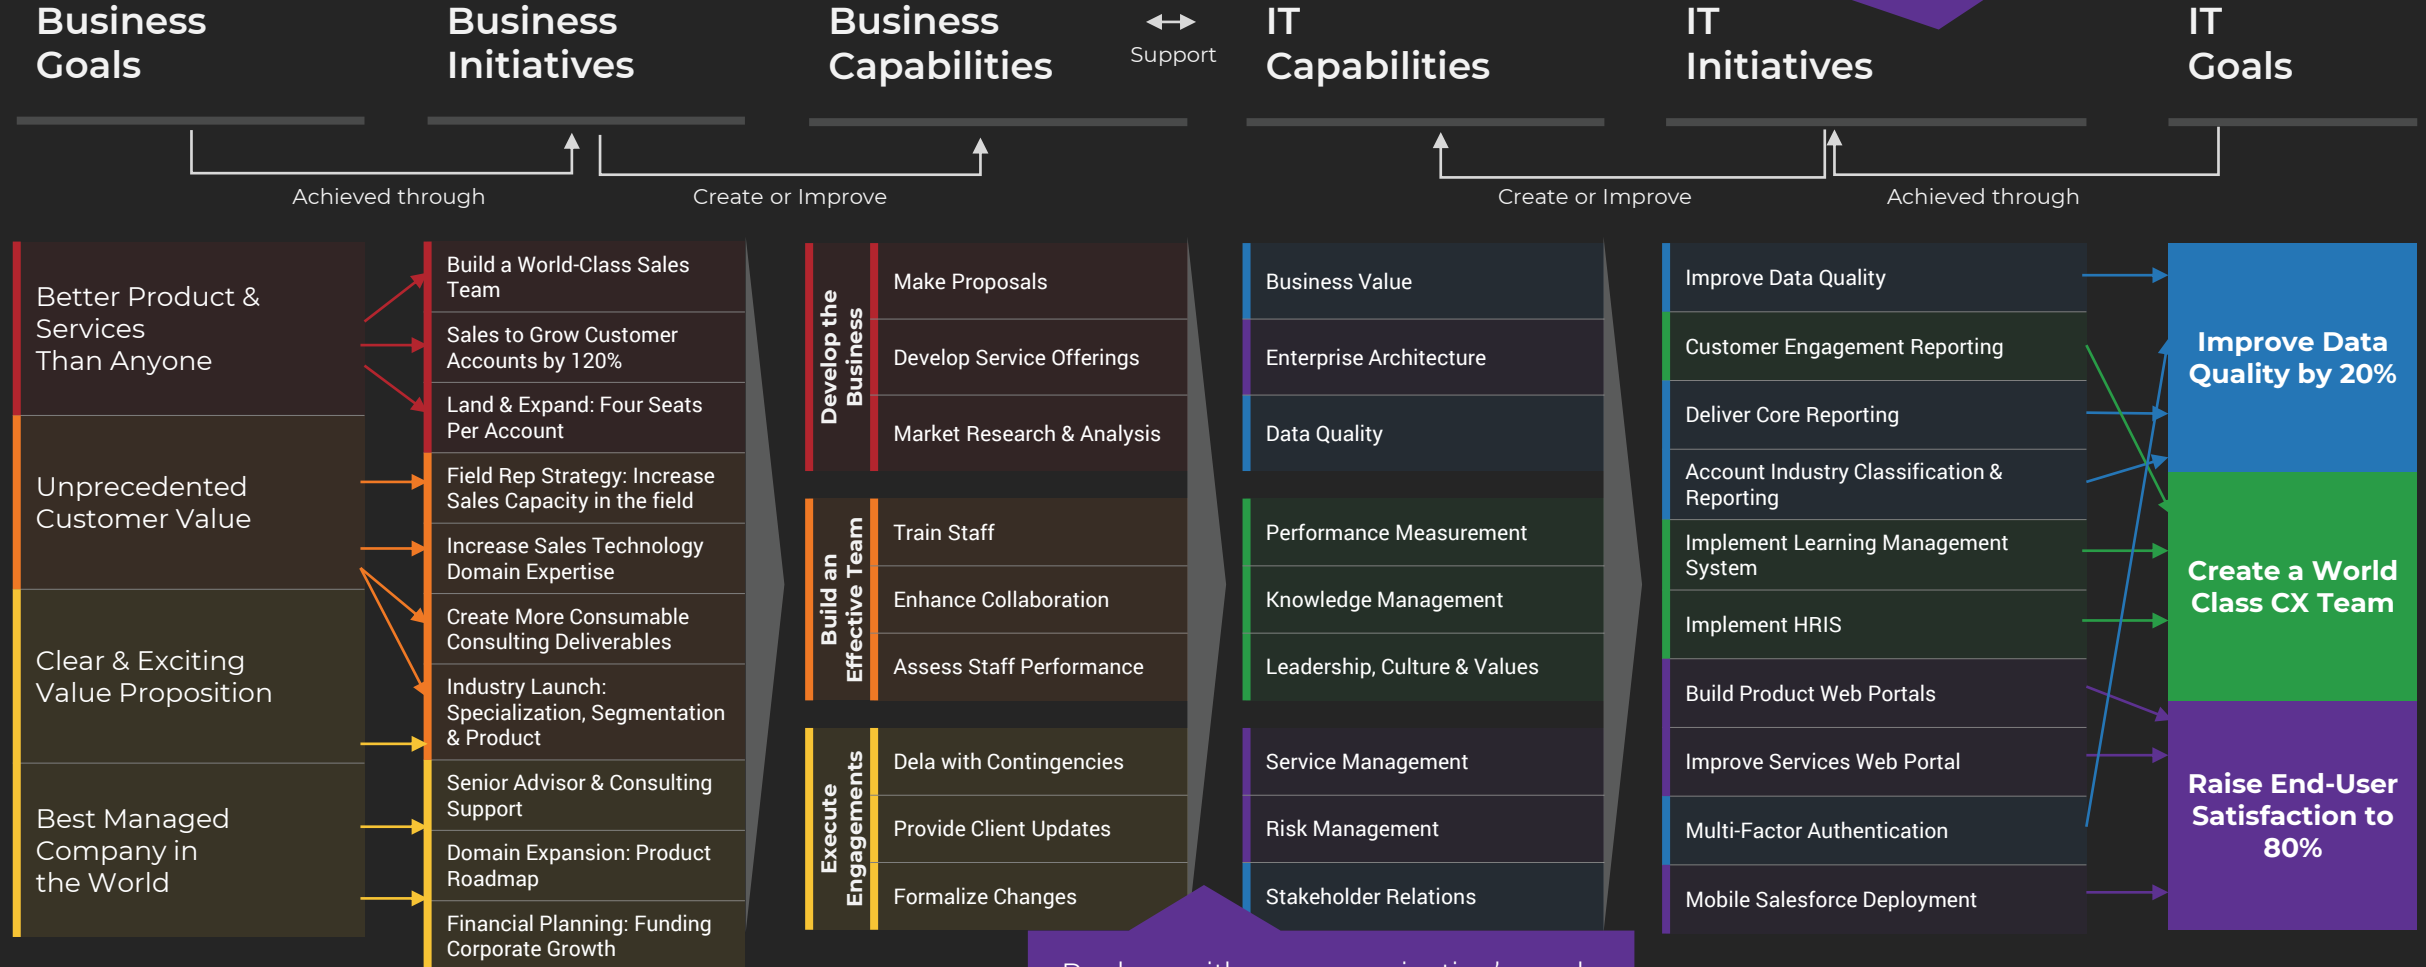 Business
Goals
Business
Initiatives
Business
Capabilities
Support
IT
Capabilities
IT
Initiatives
IT
Goals
Achieved through
Create or Improve
Create or Improve
Achieved through
Better Product &
Services
Than Anyone
Unprecedented
Customer Value
Clear & Exciting
Value Proposition
Best Managed
Company in
the World
Build a World-Class Sales
Team
Sales to Grow Customer
Accounts by 120%
Land & Expand: Four Seats
Per Account
Field Rep Strategy: Increase
Sales Capacity in the field
Increase Sales Technology
Domain Expertise
Create More Consumable
Consulting Deliverables
Industry Launch:
Specialization, Segmentation
& Product
Senior Advisor & Consulting
Support
Domain Expansion: Product
Roadmap
Financial Planning: Funding
Corporate Growth
Develop the
Business
Make Proposals
Develop Service Offerings
Market Research & Analysis
Build an
Effective Team
Train Staff
Enhance Collaboration
Assess Staff Performance
Execute
Engagements
Dela with Contingencies
Provide Client Updates
Formalize Changes
Business Value
Enterprise Architecture
Data Quality
Performance Measurement
Knowledge Management
Leadership, Culture & Values
Service Management
Risk Management
Stakeholder Relations
Improve Data Quality
Customer Engagement Reporting
Deliver Core Reporting
Account Industry Classification &
Reporting
Implement Learning Management
System
Implement HRIS
Build Product Web Portals
Improve Services Web Portal
Multi-Factor Authentication
Mobile Salesforce Deployment
Improve Data
Quality by 20%
Create a World
Class CX Team
Raise End-User
Satisfaction to
80%